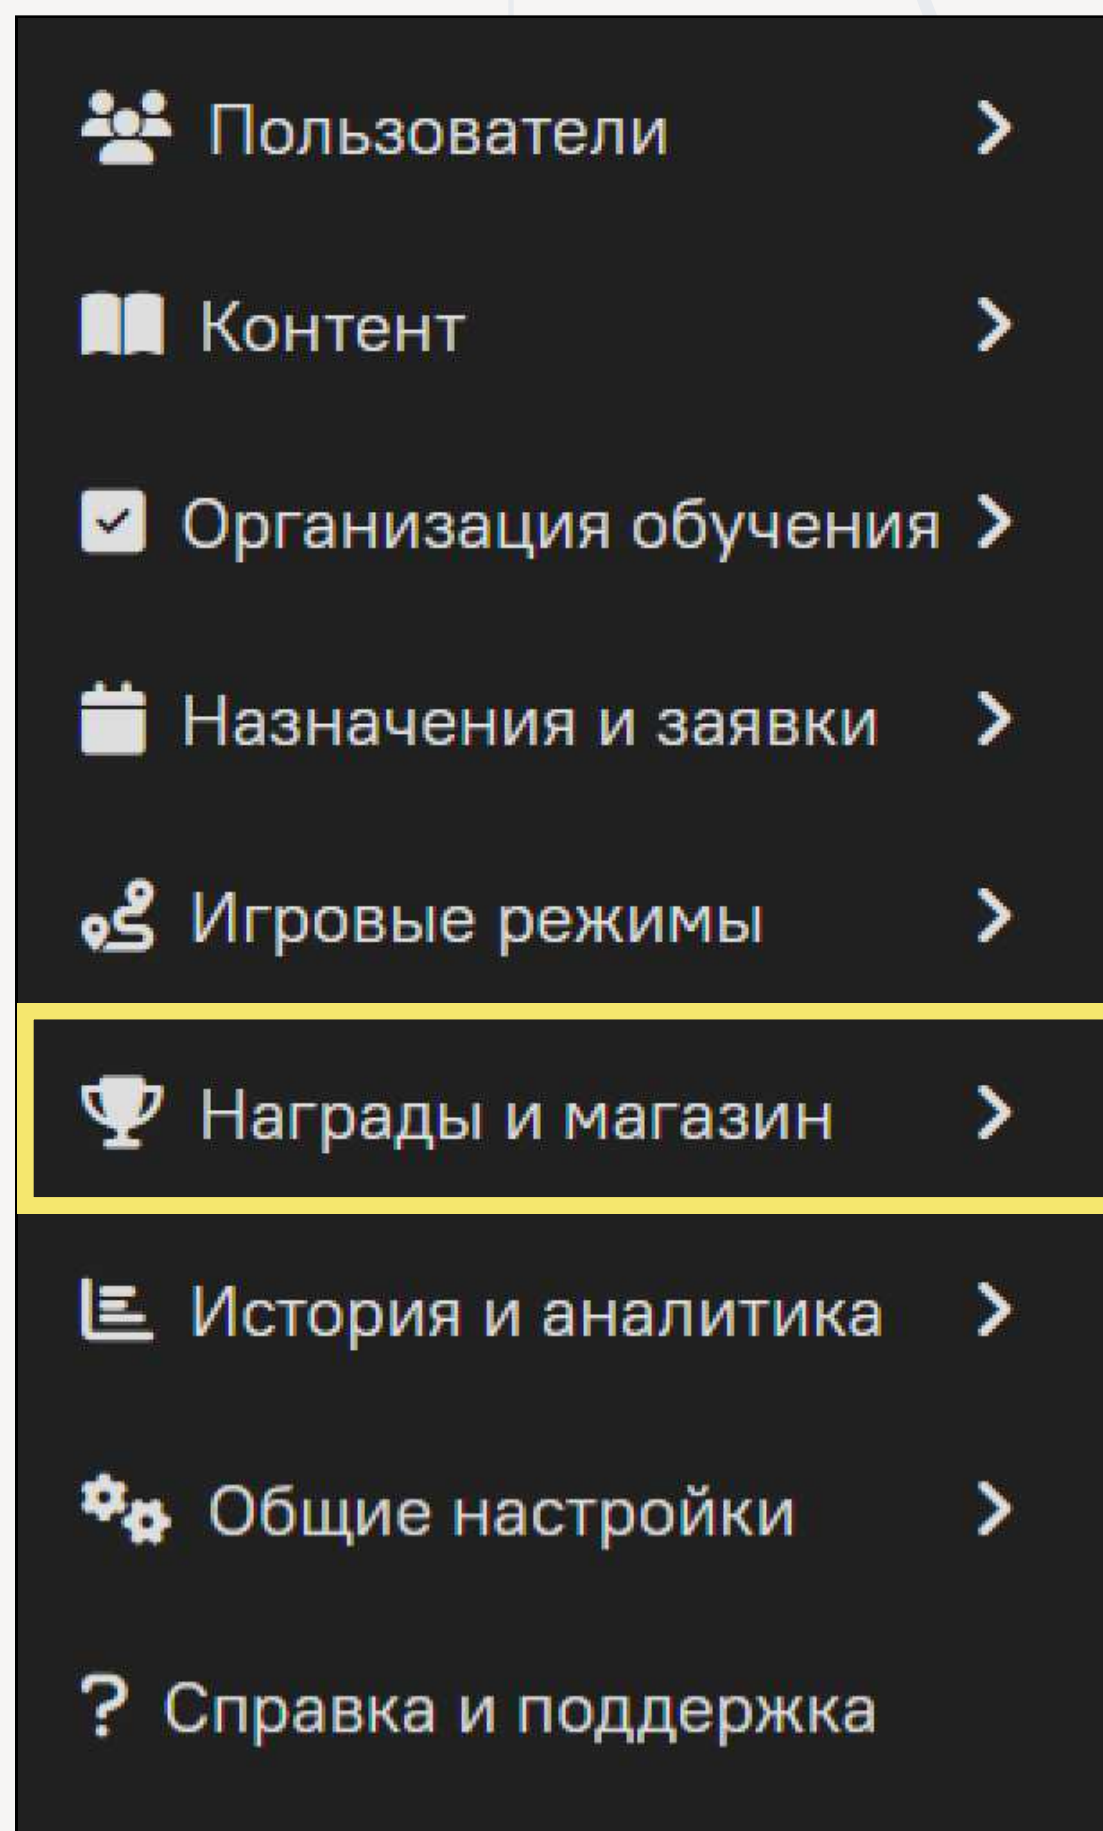 Пользователи
Контент
Организация обучения
Назначения и заявки
Игровые режимы
Награды и магазин
История и аналитика
Общие настройки
Справка и поддержка